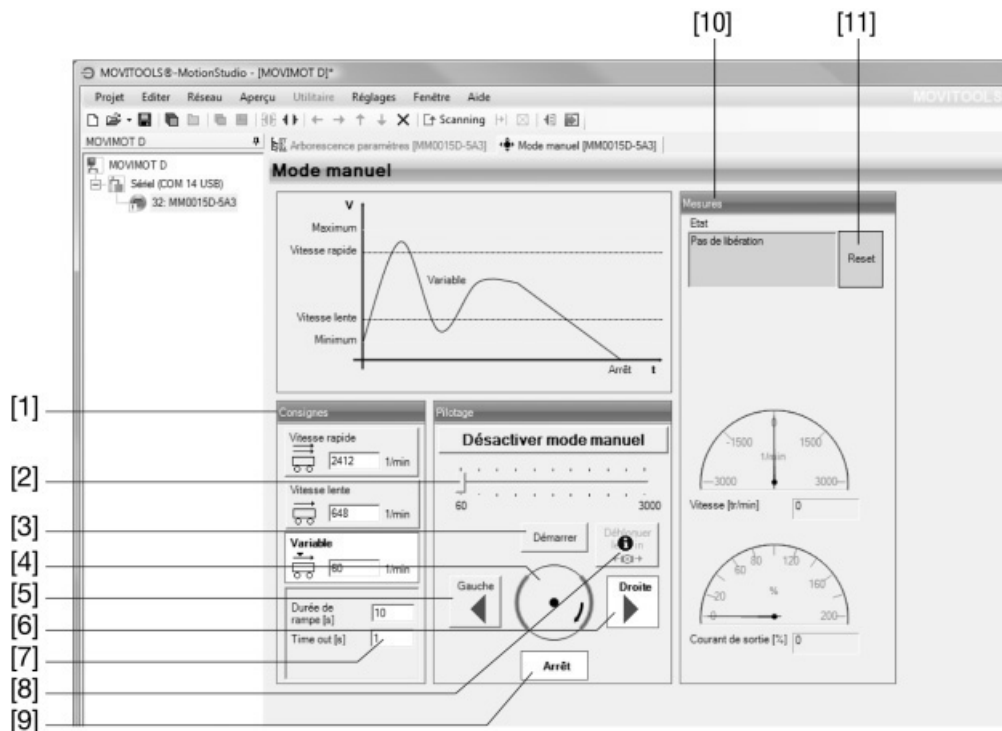 [10] [11]
MOVITOOLS®-MotionStudio - [MOVIMOT D]*
Projet Editer Réseau Aperçu Utilitaire Réglages Fenêtre Aide
MOVITOOLS
Scanning
MOVIMOT D
Arborescence paramètres [MM0015D-5A3] Mode manuel [MM0015D-5A3]
MOVIMOT D
Sériel (COM 14 USB)
32: MM0015D-5A3
Mode manuel
V
Maximum
Vitesse rapide
Variable
Vitesse lente
Minimum
Arrêt t
Mesures
Etat
Pas de libération
Reset
[1]
Consignes
Vitesse rapide
2412 1/min
Vitesse lente
648 1/min
Variable
60 1/min
Durée de
rampe [s] 10
Time out [s] 1
Pilotage
Désactiver mode manuel
[2]
60 3000
[3]
Démarrer
[4]
[5]
Gauche
Droite
[6]
[7]
[8]
Arrêt
[9]
0
-1500 1500
1/min
-3000 3000
Vitesse [tr/min] 0
80 120
60 160
%
20
0 200
Courant de sortie [%] 0